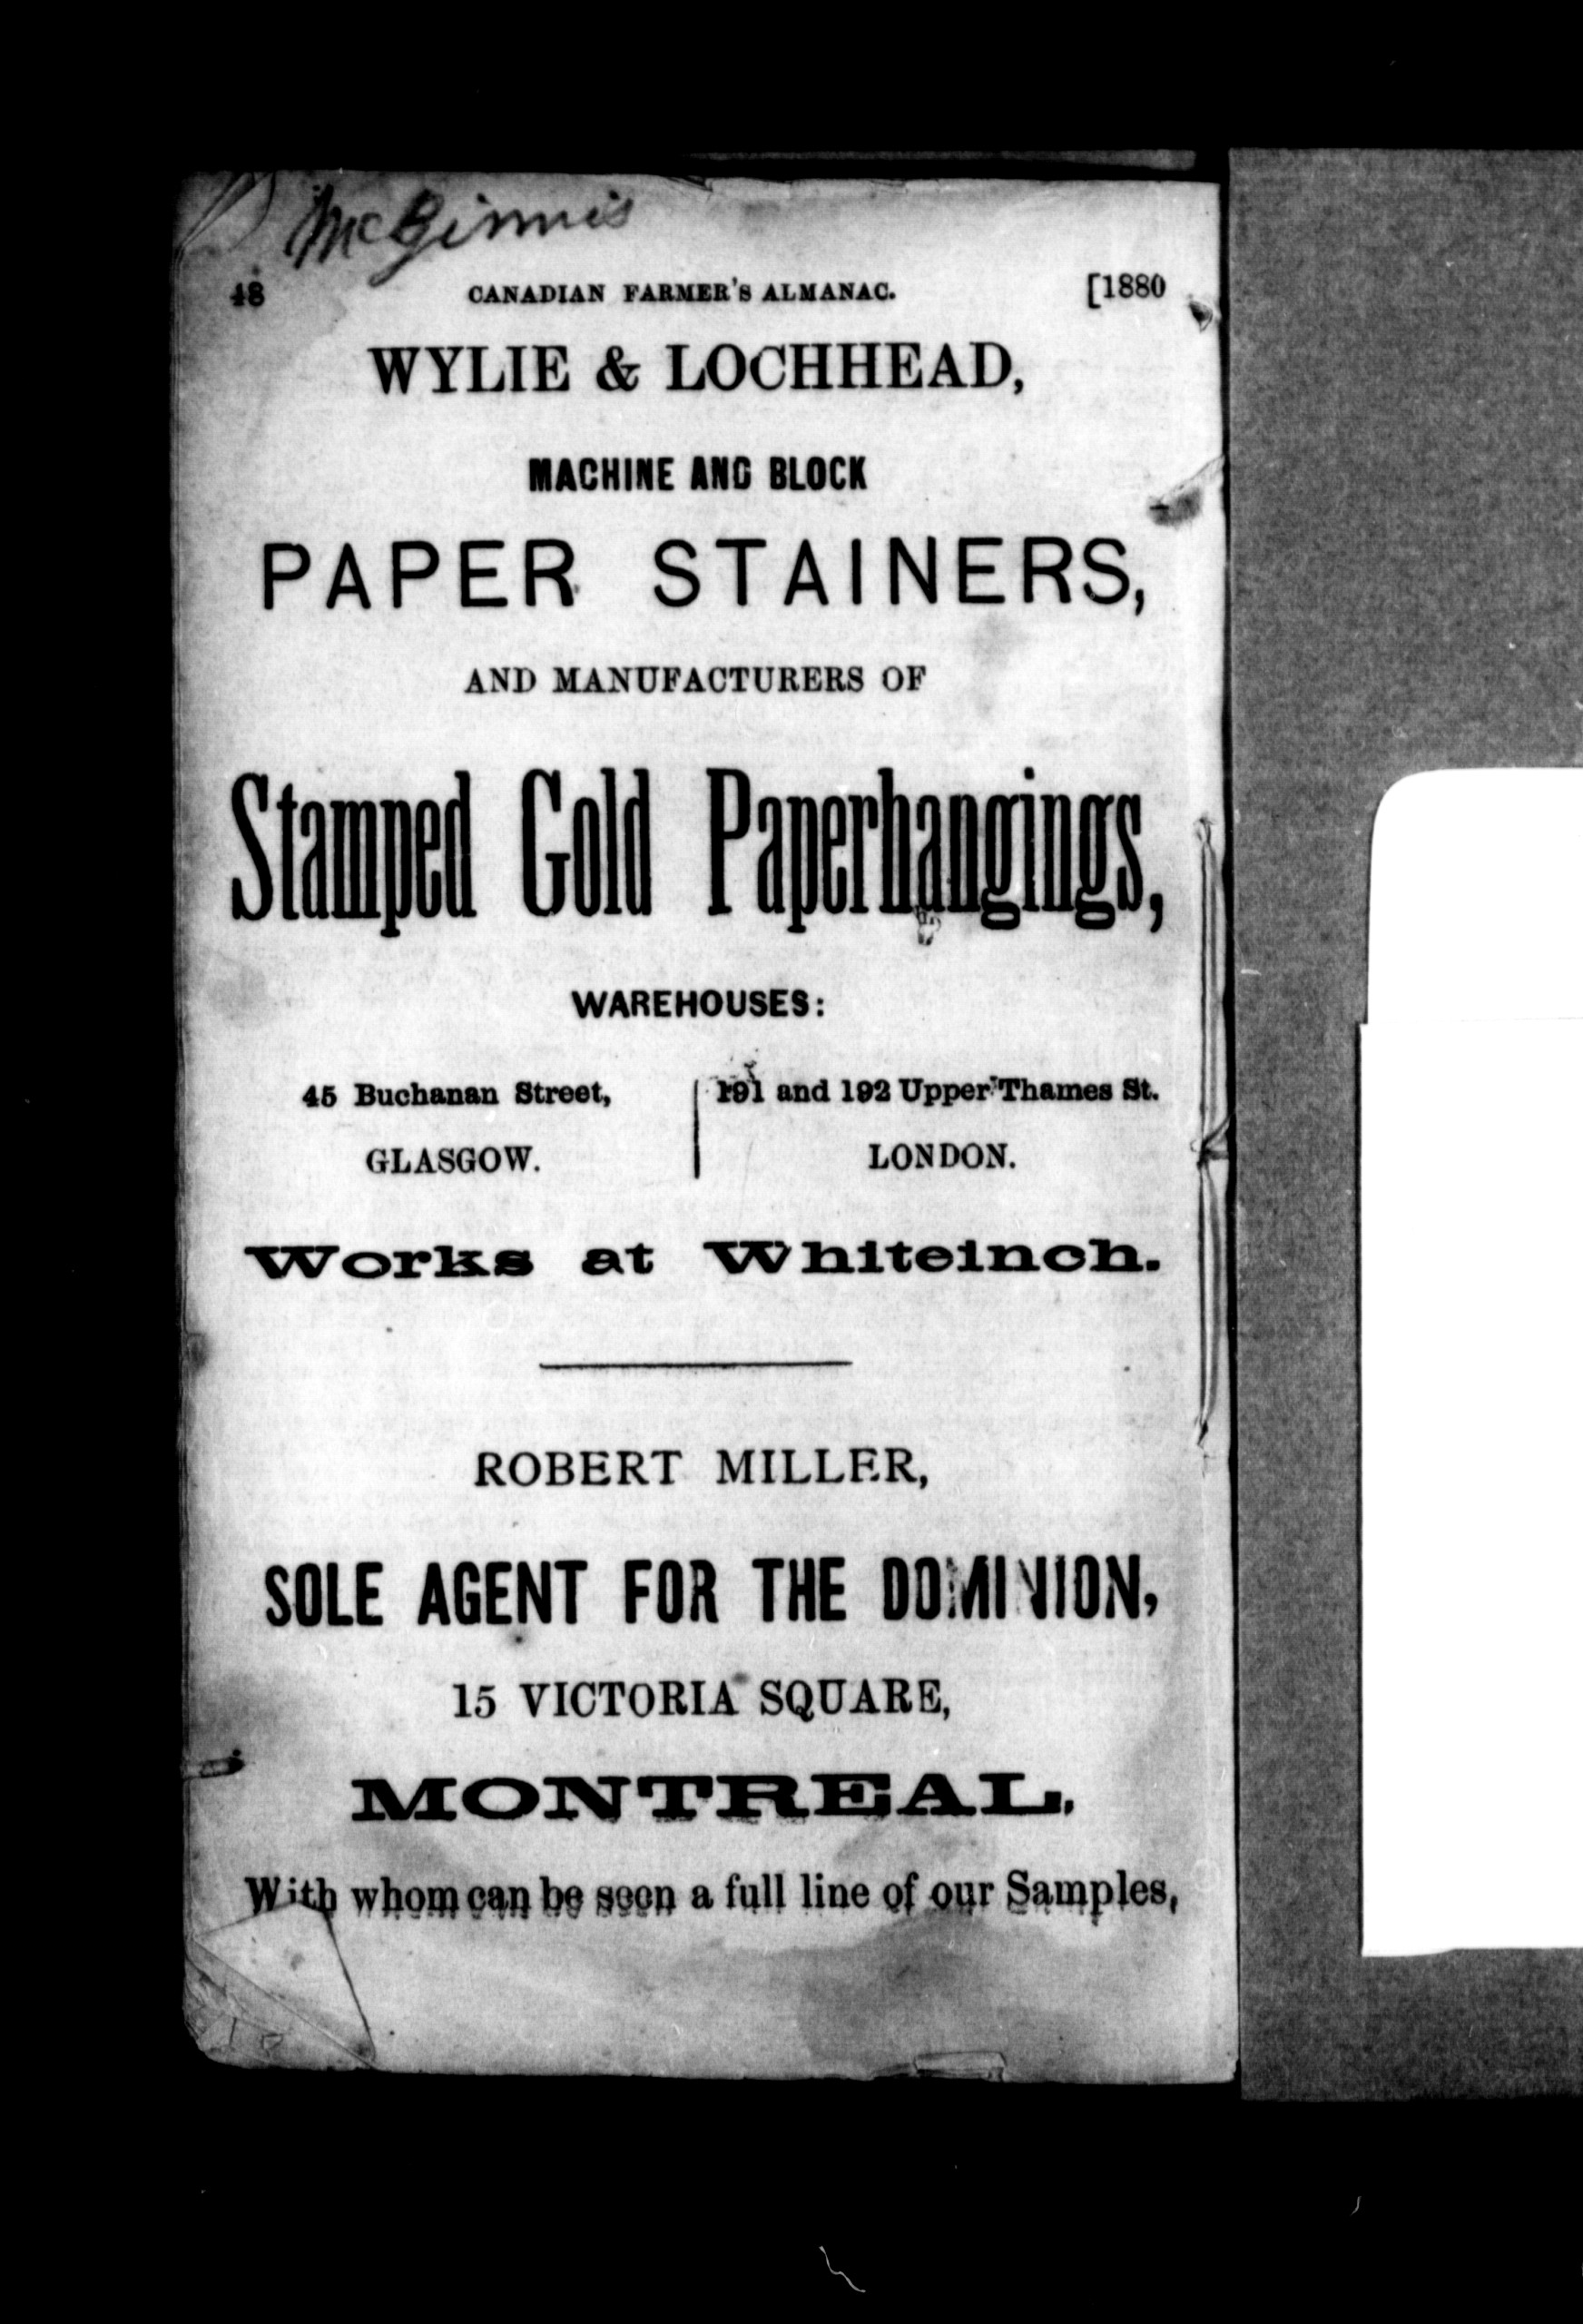 McGinnis
48 CANADIAN FARMER'S ALMANAC. [1880
WYLIE & LOCHHEAD,
MACHINE AND BLOCK
PAPER STAINERS,
AND MANUFACTURERS OF
Stamped Gold Paperhangings,
WAREHOUSES:
45 Buchanan Street,
GLASGOW.
191 and 192 Upper Thames St.
LONDON.
Works at Whiteinch.
ROBERT MILLER,
SOLE AGENT FOR THE DOMINION,
15 VICTORIA SQUARE,
MONTREAL,
With whom can be seen a full line of our Samples,